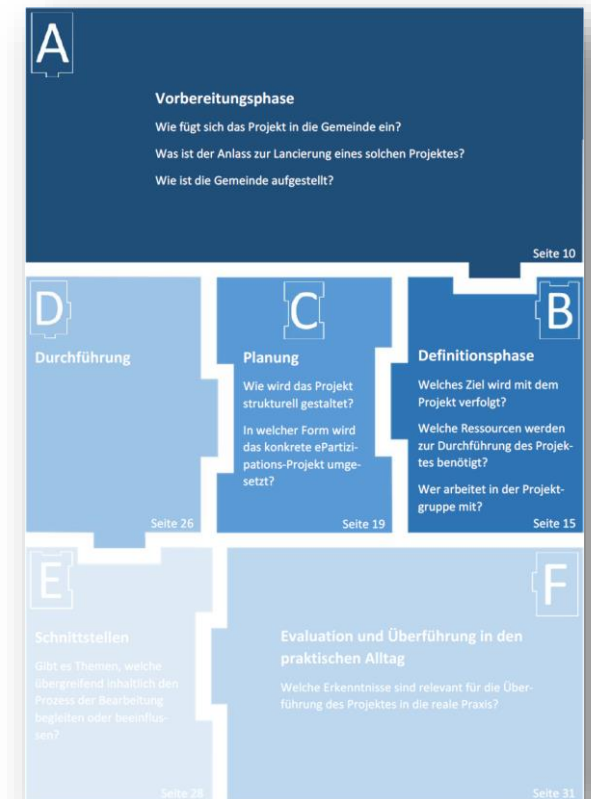 A
Vorbereitungsphase
Wie fügt sich das Projekt in die Gemeinde ein?
Was ist der Anlass zur Lancierung eines solchen Projektes?
Wie ist die Gemeinde aufgestellt?
Seite 10
B
Definitionsphase
Welches Ziel wird mit dem
Projekt verfolgt?
Welche Ressourcen werden
zur Durchführung des Projek-
tes benötigt?
Wer arbeitet in der Projekt-
gruppe mit?
Seite 15
C
Planung
Wie wird das Projekt
strukturell gestaltet?
In welcher Form wird
das konkrete ePartizi-
pations-Projekt umge-
setzt?
Seite 19
D
Durchführung
Seite 26
E
Schnittstellen
Gibt es Themen, welche
übergreifend inhaltlich den
Prozess der Bearbeitung
begleiten oder beeinflus-
sen?
Seite 28
F
Evaluation und Überführung in den
praktischen Alltag
Welche Erkenntnisse sind relevant für die Über-
führung des Projektes in die reale Praxis?
Seite 31